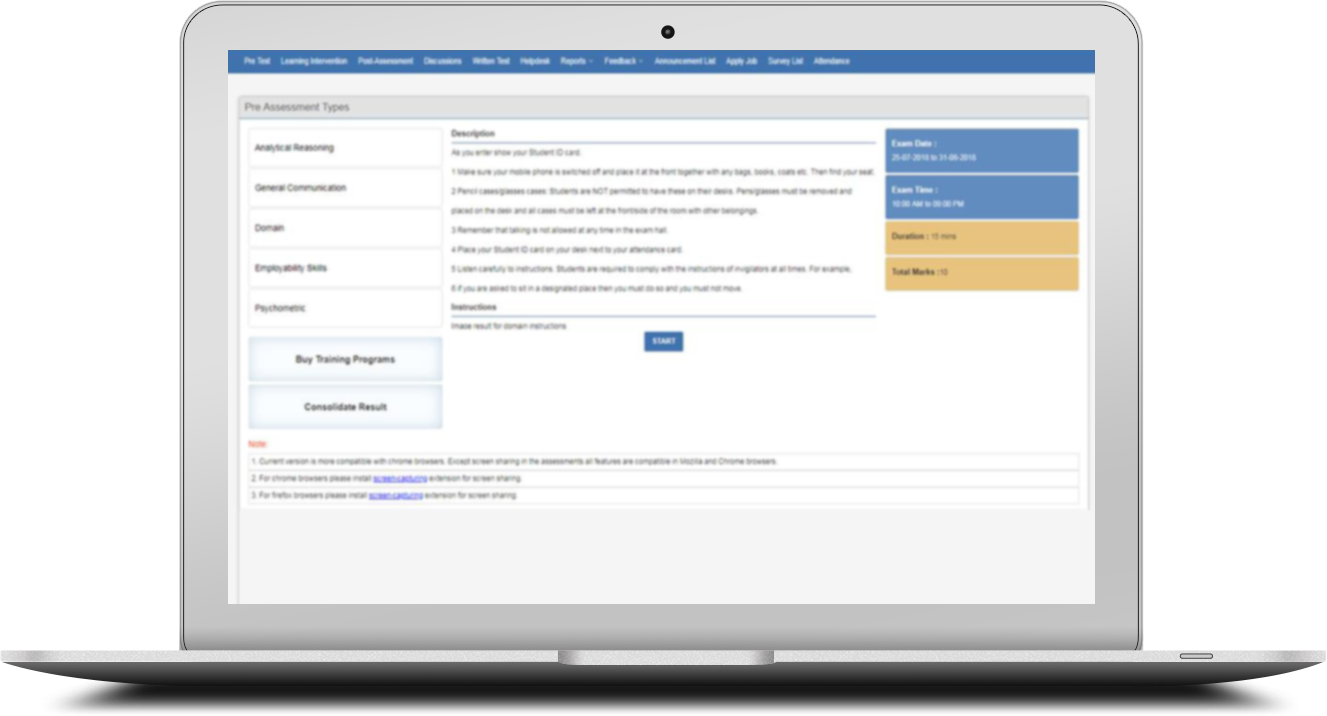 Pre Test Learning Intervention Post-Assessment Discussions Written Test Helpdesk Reports Feedback Announcement List Apply Job Survey List Attendance
Pre Assessment Types
Analytical Reasoning
General Communication
Domain
Employability Skills
Psychometric
Buy Training Programs
Consolidate Result
Description
As you enter show your Student ID card.
1 Make sure your mobile phone is switched off and place it at the front together with any bags, books, coats etc. Then find your seat.
2 Pencil cases/glasses cases: Students are NOT permitted to have these on their desks. Pens/glasses must be removed and
placed on the desk and all cases must be left at the front/side of the room with other belongings.
3 Remember that talking is not allowed at any time in the exam hall.
4 Place your Student ID card on your desk next to your attendance card.
5 Listen carefully to instructions. Students are required to comply with the instructions of invigilators at all times. For example,
6 if you are asked to sit in a designated place then you must do so and you must not move.
Instructions
Image result for domain instructions
START
Exam Date :
25-07-2018 to 31-08-2018
Exam Time :
10:00 AM to 09:00 PM
Duration : 15 mins
Total Marks :10
Note:
1. Current version is more compatible with chrome browsers. Except screen sharing in the assessments all features are compatible in Mozilla and Chrome browsers.
2. For chrome browsers please install screen-capturing extension for screen sharing.
3. For firefox browsers please install screen-capturing extension for screen sharing.